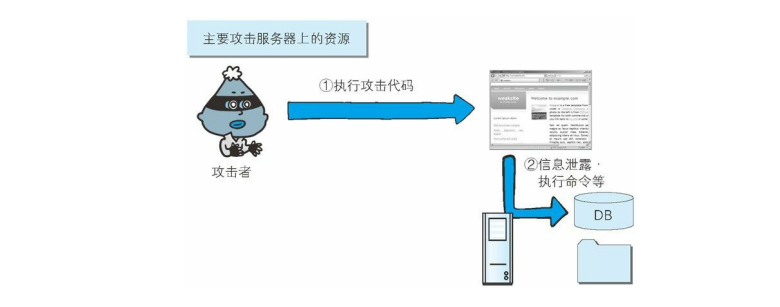 主要攻击服务器上的资源
①执行攻击代码
攻击者
Welcome to example.com
②信息泄露·
执行命令等
DB